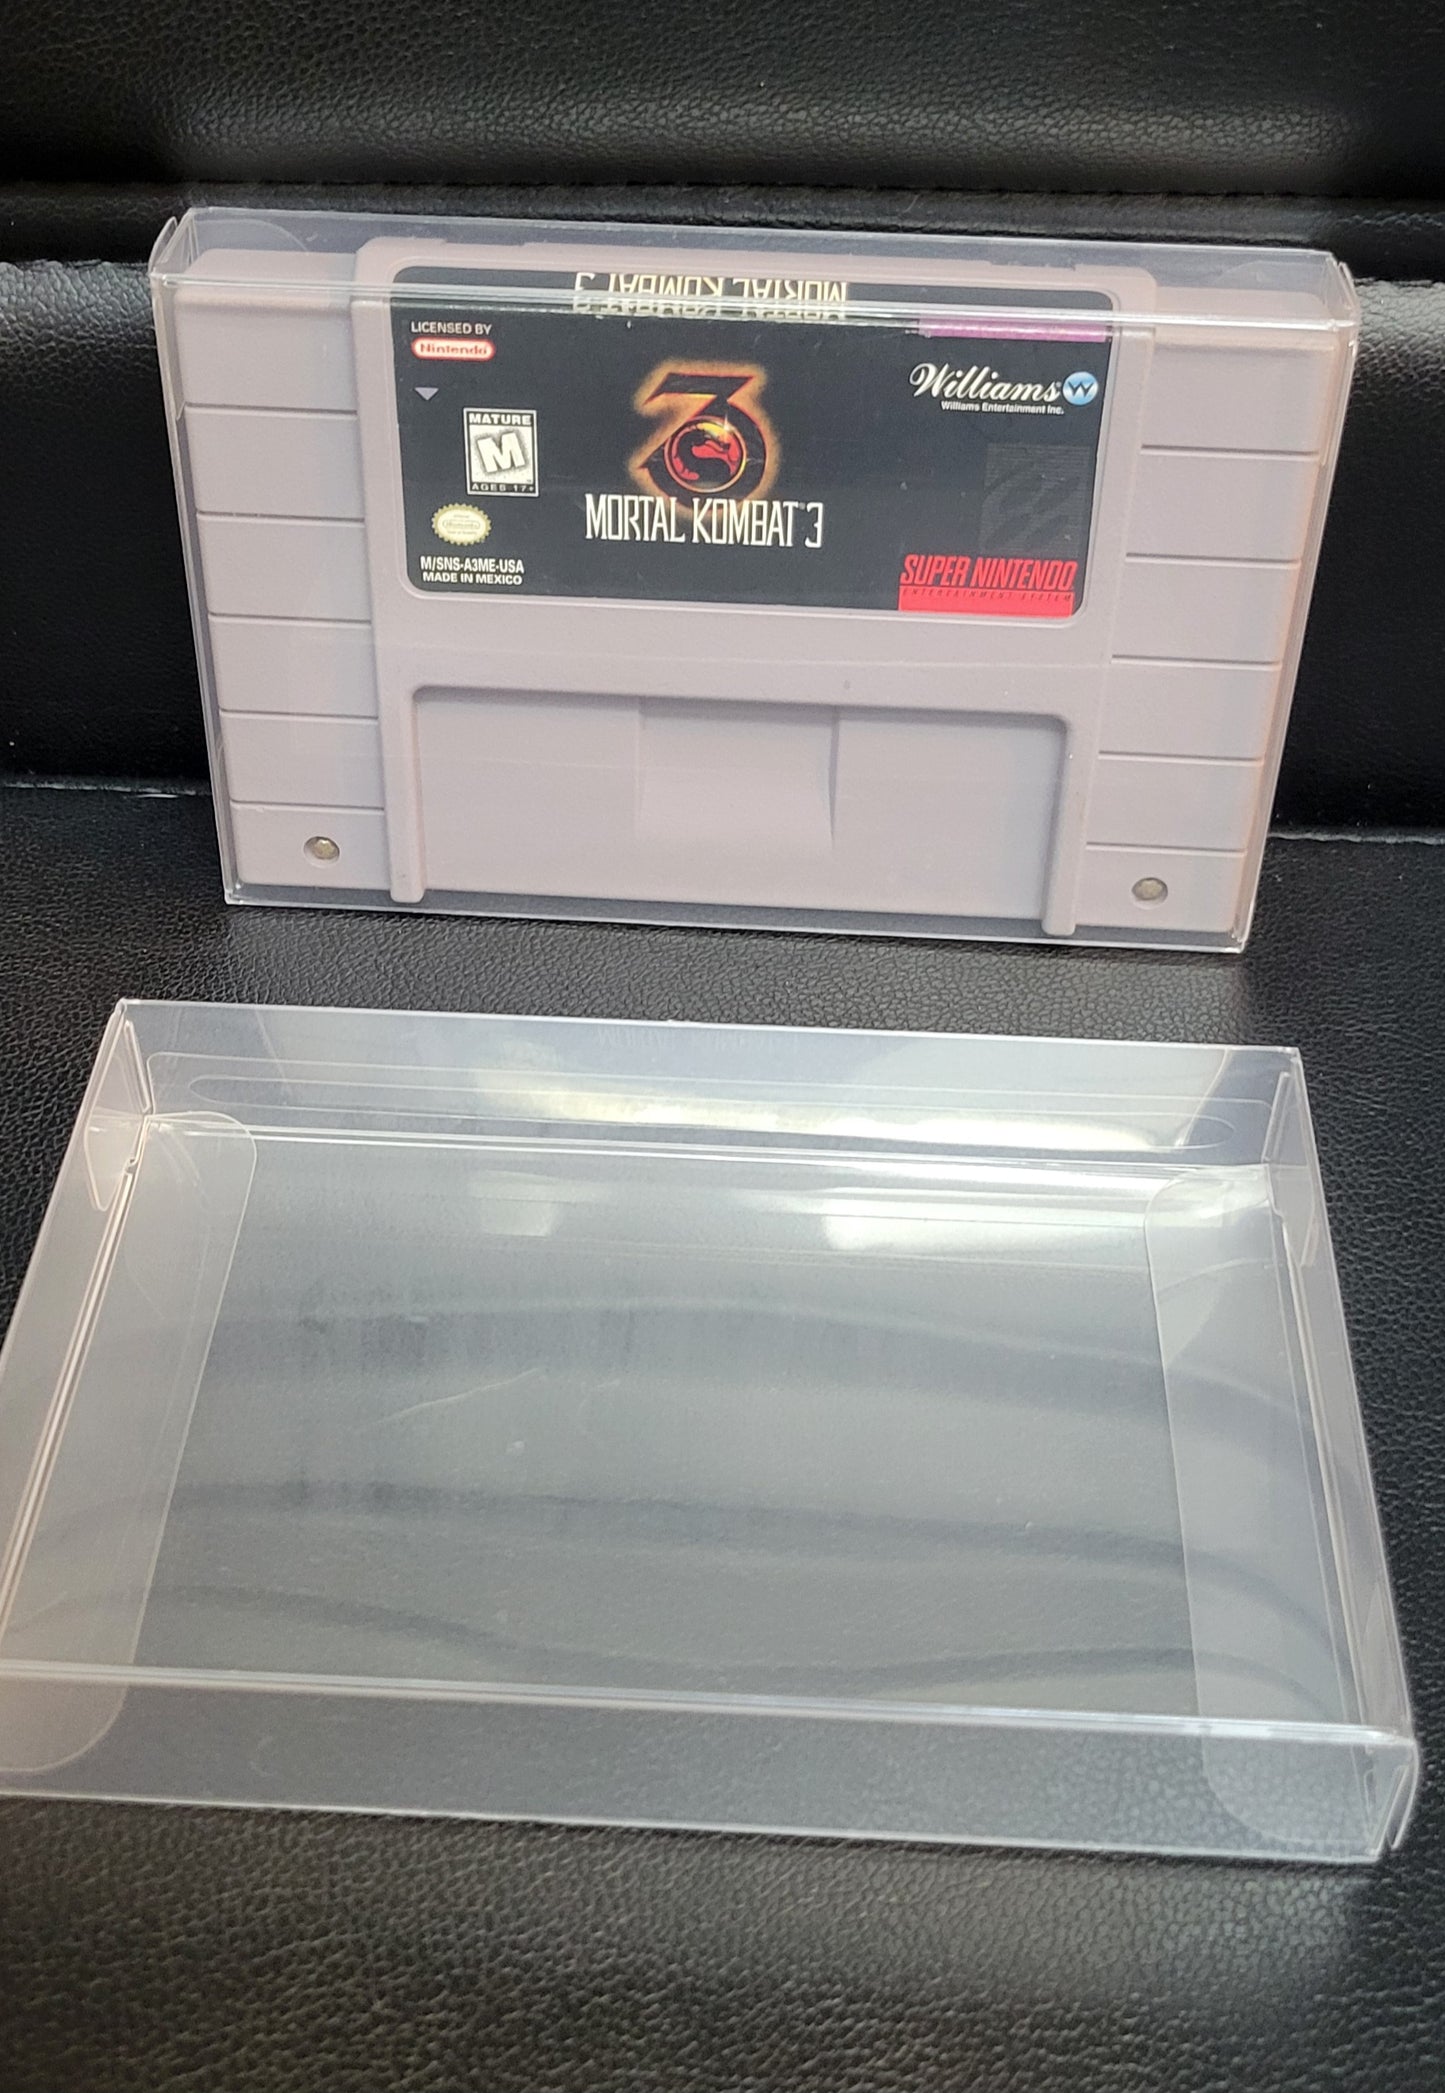 MORTAL KOMBAT 3
LICENSED BY
Nintendo
Williams
Williams Entertainment Inc.
MATURE
M
AGES 17+
MORTAL KOMBAT 3
M/SNS-A3ME-USA
MADE IN MEXICO
SUPER NINTENDO
ENTERTAINMENT SYSTEM